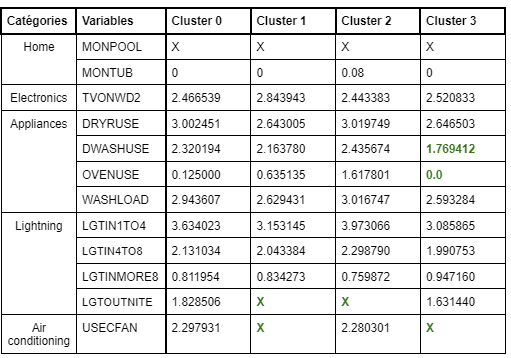 Catégories Variables Cluster 0 Cluster 1 Cluster 2 Cluster 3
Home MONPOOL X X X X
MONTUB 0 0 0.08 0
Electronics TVONWD2 2.466539 2.843943 2.443383 2.520833
Appliances DRYRUSE 3.002451 2.643005 3.019749 2.646503
DWASHUSE 2.320194 2.163780 2.435674 1.769412
OVENUSE 0.125000 0.635135 1.617801 0.0
WASHLOAD 2.943607 2.629431 3.016747 2.593284
Lightning LGTIN1TO4 3.634023 3.153145 3.973066 3.085865
LGTIN4TO8 2.131034 2.043384 2.298790 1.990753
LGTINMORE8 0.811954 0.834273 0.759872 0.947160
LGTOUTNITE 1.828506 X X 1.631440
Air USECFAN 2.297931 X 2.280301 X
conditioning